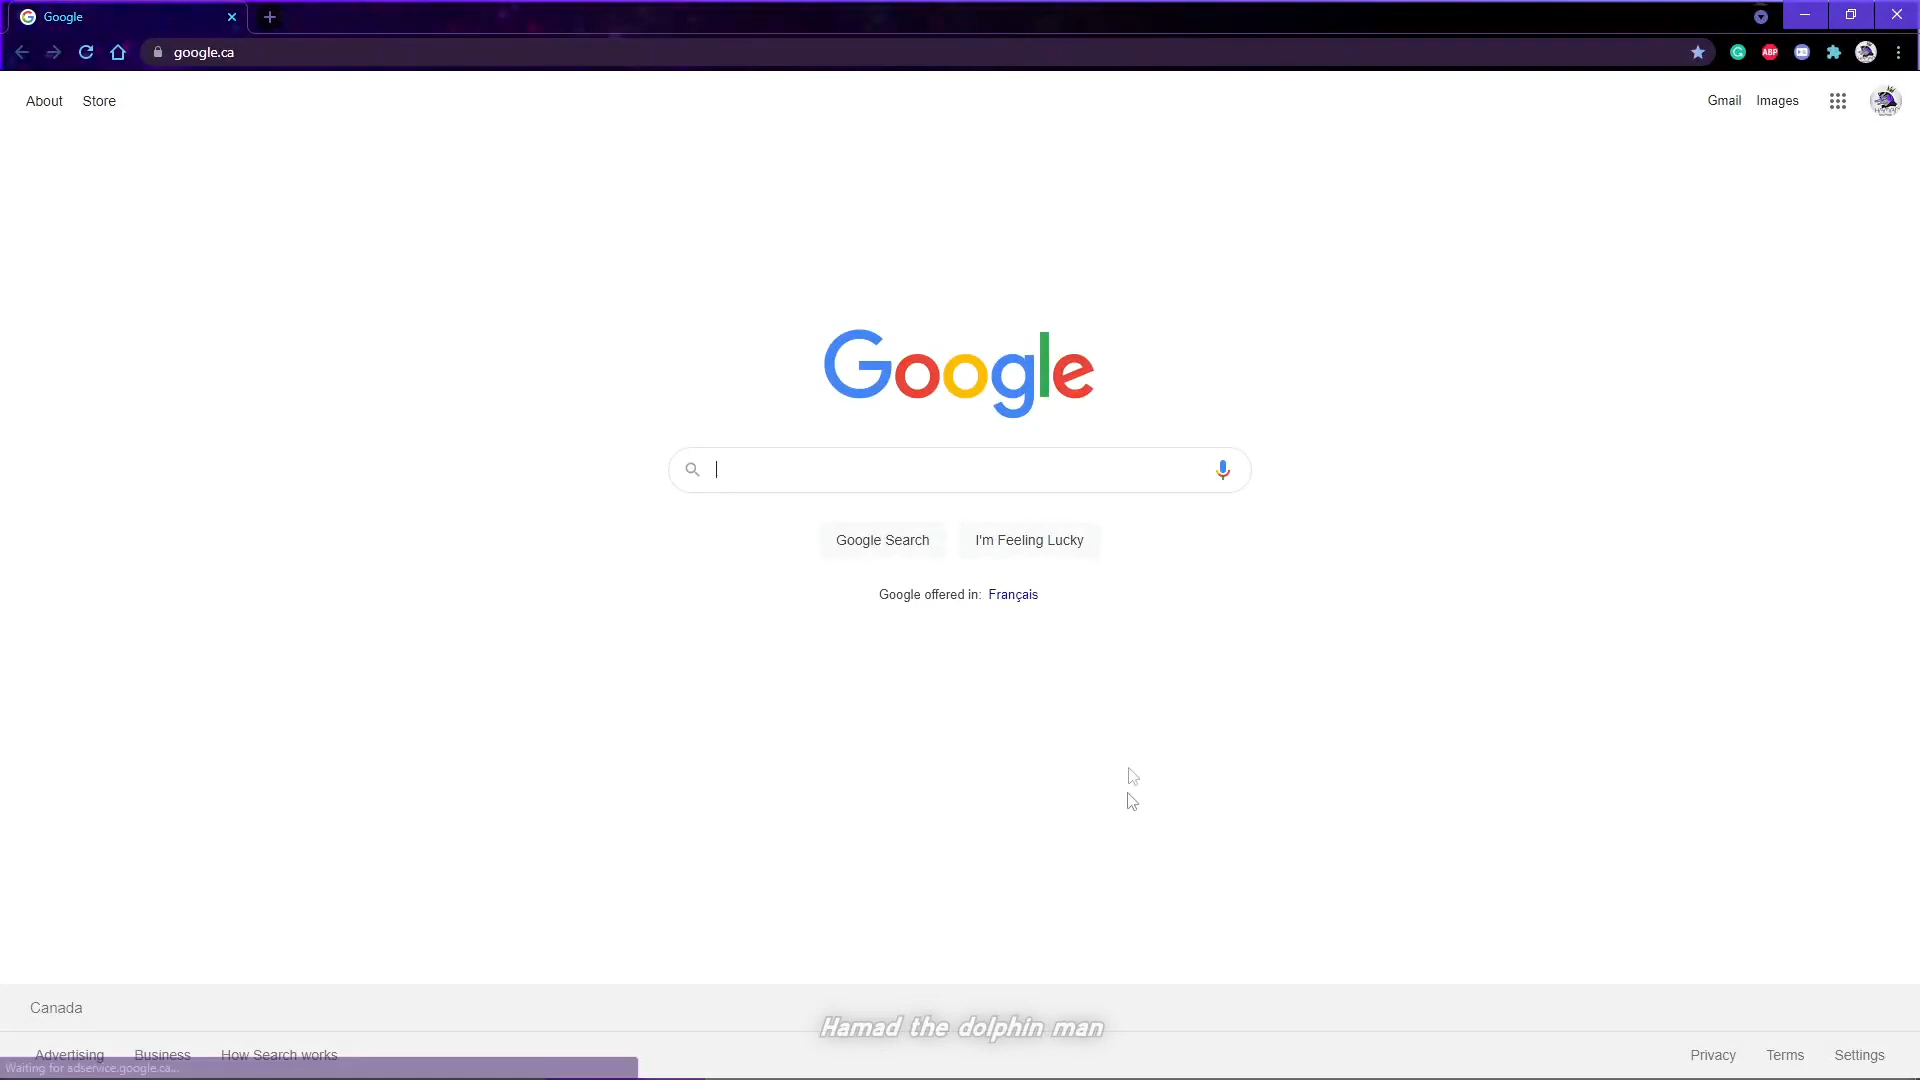 Google
google.ca
ABP
About Store
Gmail Images
Google
Google Search I'm Feeling Lucky
Google offered in: Français
Canada
Hamad the dolphin man
Advertising Business How Search works
Privacy Terms Settings
Waiting for adservice.google.ca...